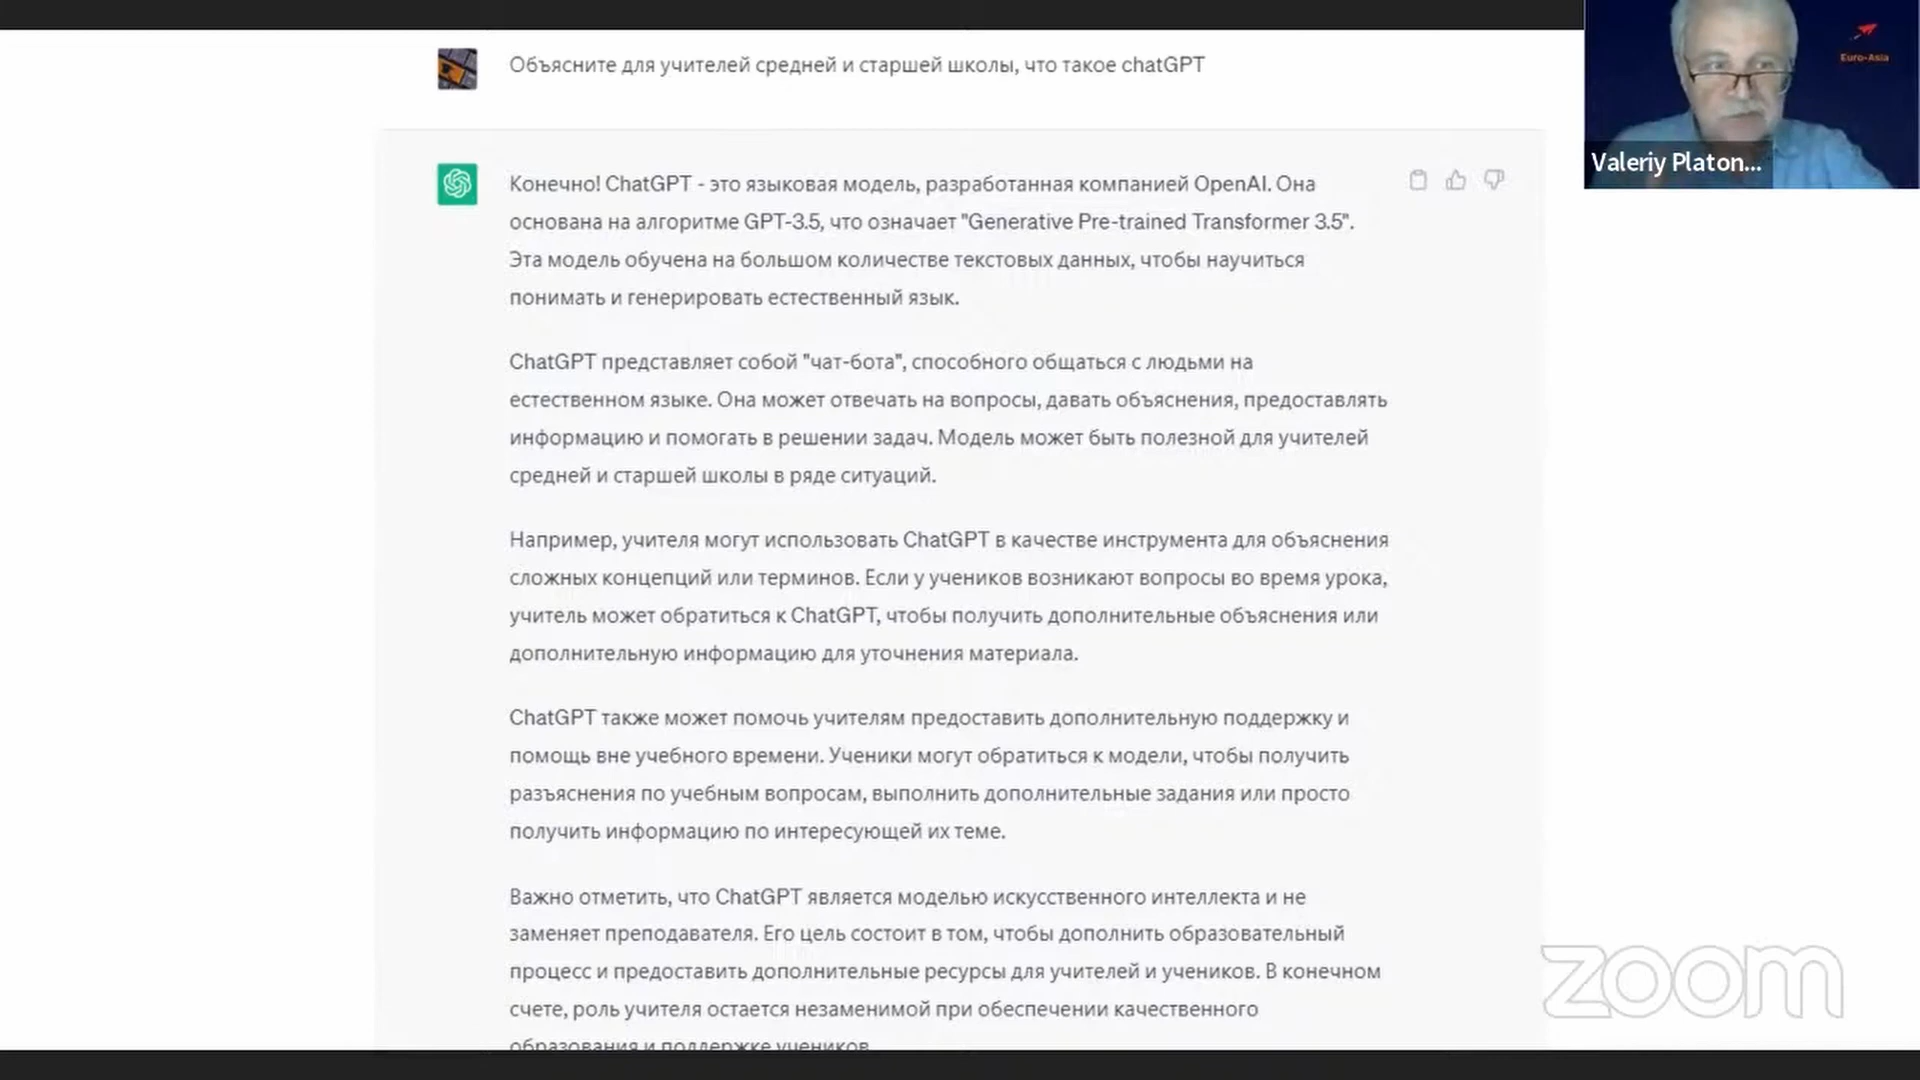 Объясните для учителей средней и старшей школы, что такое chatGPT
Euro-Asia
Valeriy Platon...
Конечно! ChatGPT - это языковая модель, разработанная компанией OpenAI. Она
основана на алгоритме GPT-3.5, что означает "Generative Pre-trained Transformer 3.5".
Эта модель обучена на большом количестве текстовых данных, чтобы научиться
понимать и генерировать естественный язык.
ChatGPT представляет собой "чат-бота", способного общаться с людьми на
естественном языке. Она может отвечать на вопросы, давать объяснения, предоставлять
информацию и помогать в решении задач. Модель может быть полезной для учителей
средней и старшей школы в ряде ситуаций.
Например, учителя могут использовать ChatGPT в качестве инструмента для объяснения
сложных концепций или терминов. Если у учеников возникают вопросы во время урока,
учитель может обратиться к ChatGPT, чтобы получить дополнительные объяснения или
дополнительную информацию для уточнения материала.
ChatGPT также может помочь учителям предоставить дополнительную поддержку и
помощь вне учебного времени. Ученики могут обратиться к модели, чтобы получить
разъяснения по учебным вопросам, выполнить дополнительные задания или просто
получить информацию по интересующей их теме.
Важно отметить, что ChatGPT является моделью искусственного интеллекта и не
заменяет преподавателя. Его цель состоит в том, чтобы дополнить образовательный
процесс и предоставить дополнительные ресурсы для учителей и учеников. В конечном
счете, роль учителя остается незаменимой при обеспечении качественного
образования и поддержке учеников.
zoom